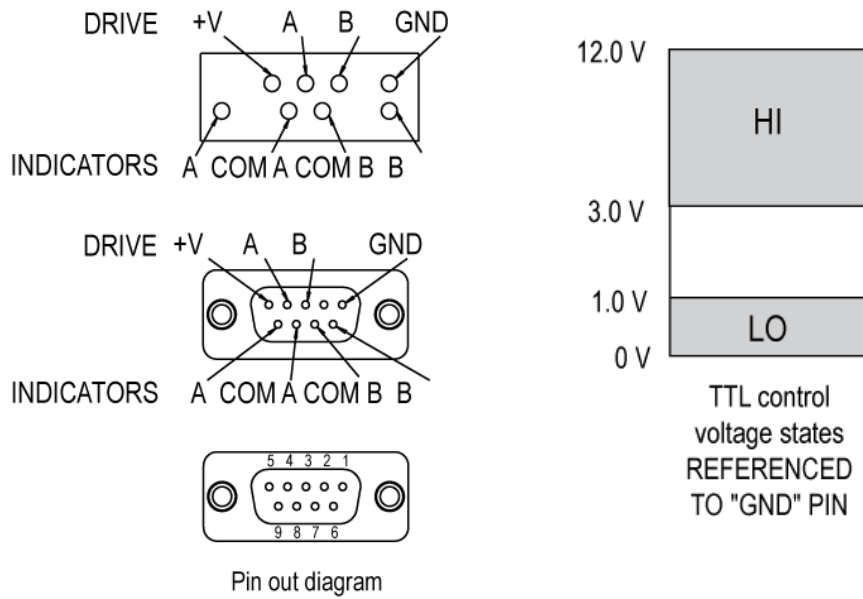 DRIVE +V A B GND
INDICATORS A COM A COM B B
DRIVE +V A B GND
INDICATORS A COM A COM B B
5 4 3 2 1
9 8 7 6
Pin out diagram
12.0 V
HI
3.0 V
1.0 V
LO
0 V
TTL control
voltage states
REFERENCED
TO "GND" PIN